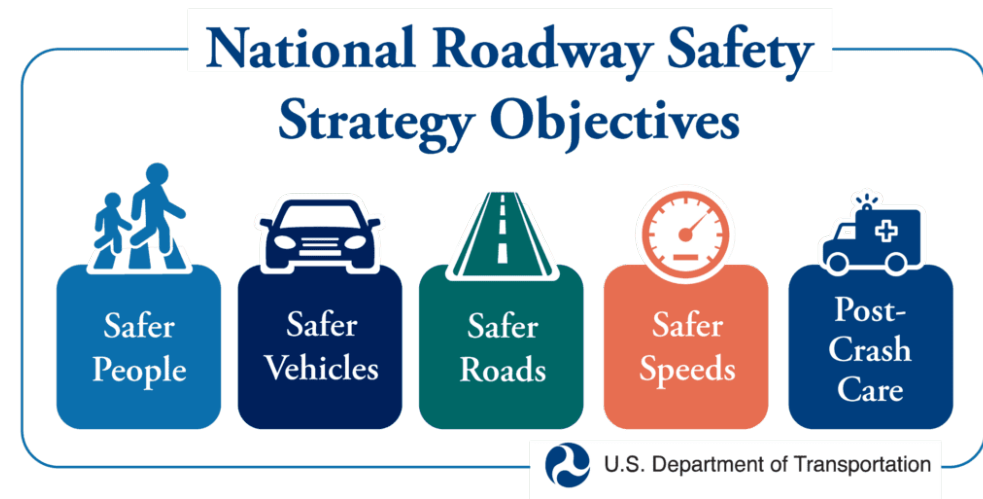 National Roadway Safety
Strategy Objectives
Safer
People
Safer
Vehicles
Safer
Roads
Safer
Speeds
Post-
Crash
Care
U.S. Department of Transportation